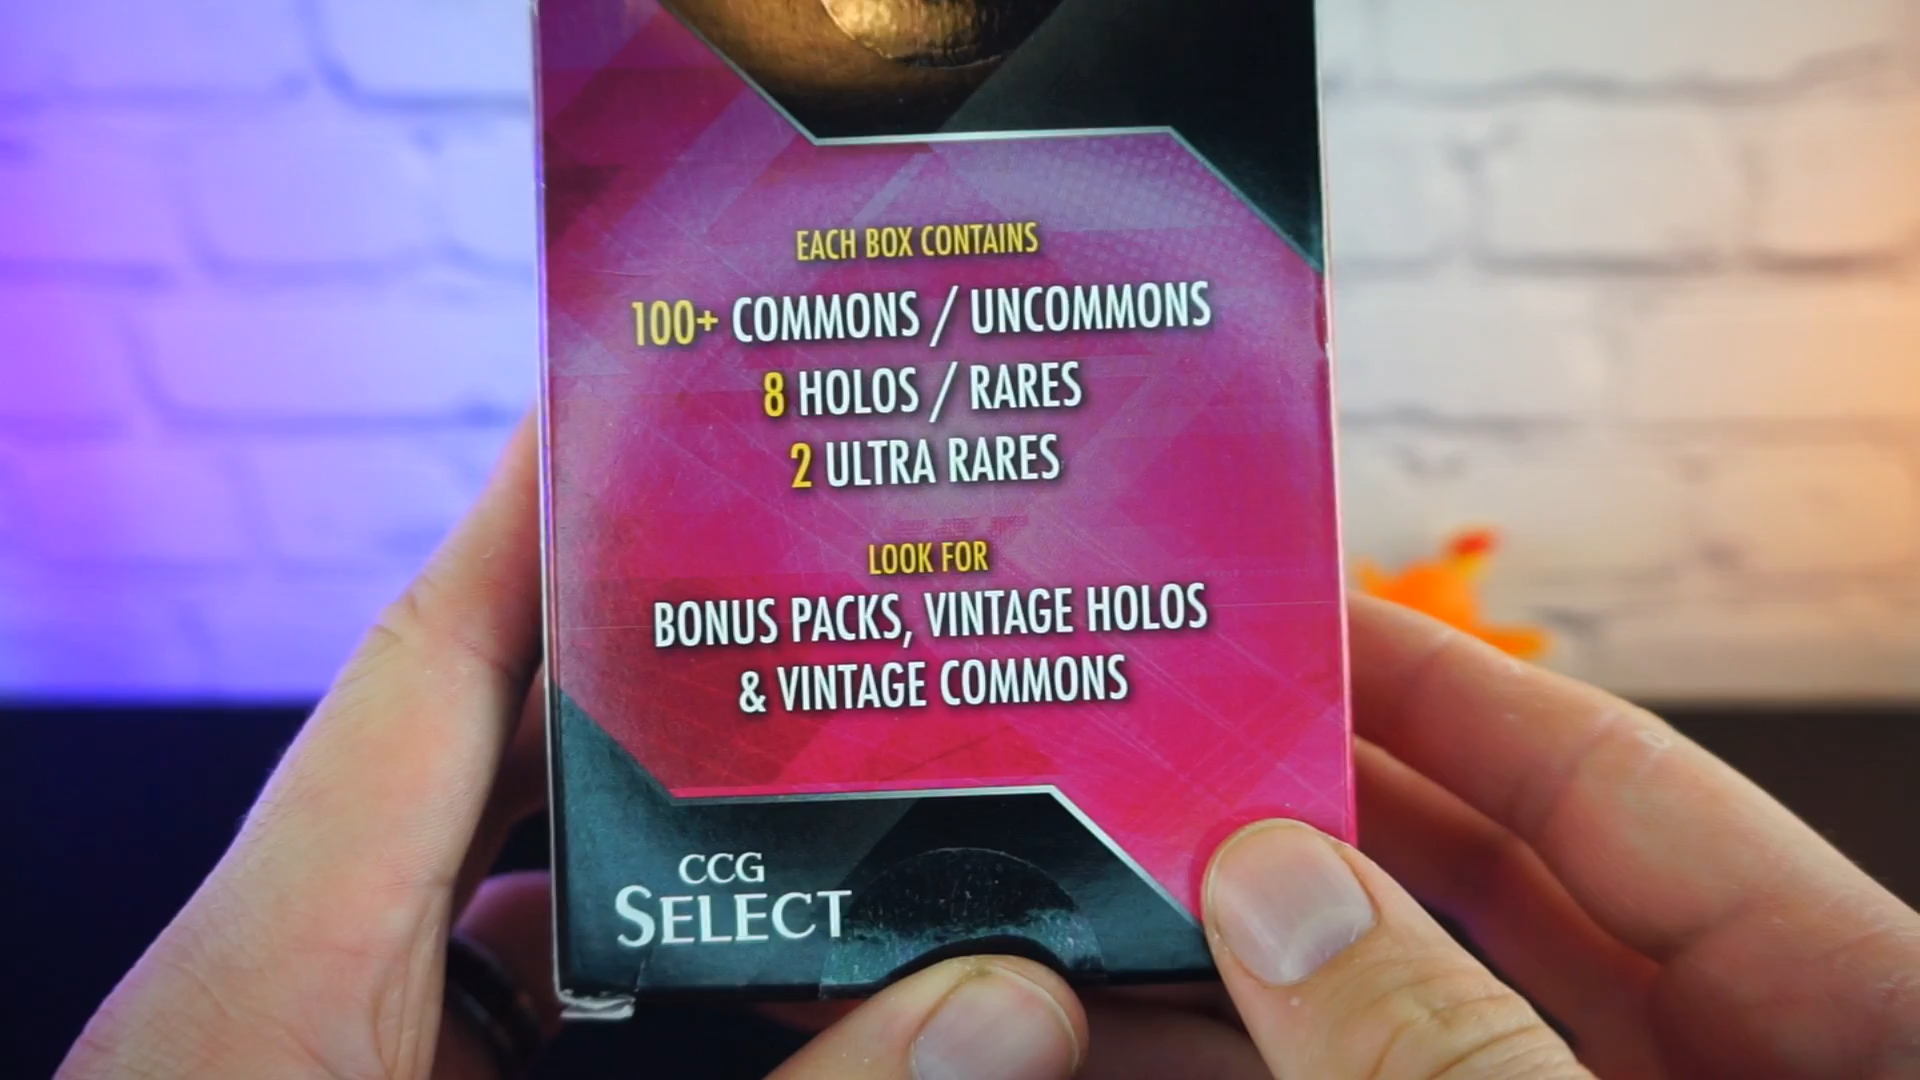 EACH BOX CONTAINS
100+ COMMONS / UNCOMMONS
8 HOLOS / RARES
2 ULTRA RARES
LOOK FOR
BONUS PACKS, VINTAGE HOLOS
& VINTAGE COMMONS
CCG
SELECT